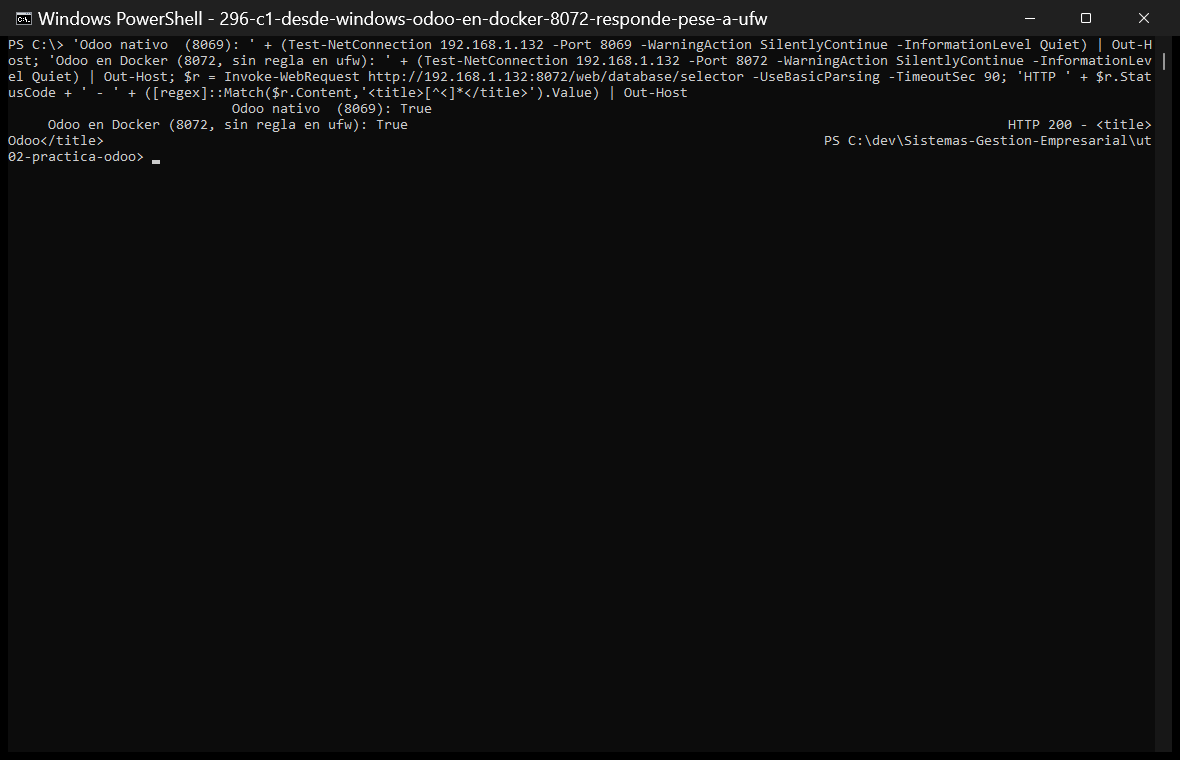 Windows PowerShell - 296-c1-desde-windows-odoo-en-docker-8072-responde-pese-a-ufw
PS C:\> 'Odoo nativo  (8069): ' + (Test-NetConnection 192.168.1.132 -Port 8069 -WarningAction SilentlyContinue -InformationLevel Quiet) | Out-H
ost; 'Odoo en Docker (8072, sin regla en ufw): ' + (Test-NetConnection 192.168.1.132 -Port 8072 -WarningAction SilentlyContinue -InformationLev
el Quiet) | Out-Host; $r = Invoke-WebRequest http://192.168.1.132:8072/web/database/selector -UseBasicParsing -TimeoutSec 90; 'HTTP ' + $r.Stat
usCode + ' - ' + ([regex]::Match($r.Content,'<title>[^<]*</title>').Value) | Out-Host
Odoo nativo  (8069): True
Odoo en Docker (8072, sin regla en ufw): True HTTP 200 - <title>
Odoo</title> PS C:\dev\Sistemas-Gestion-Empresarial\ut
02-practica-odoo>